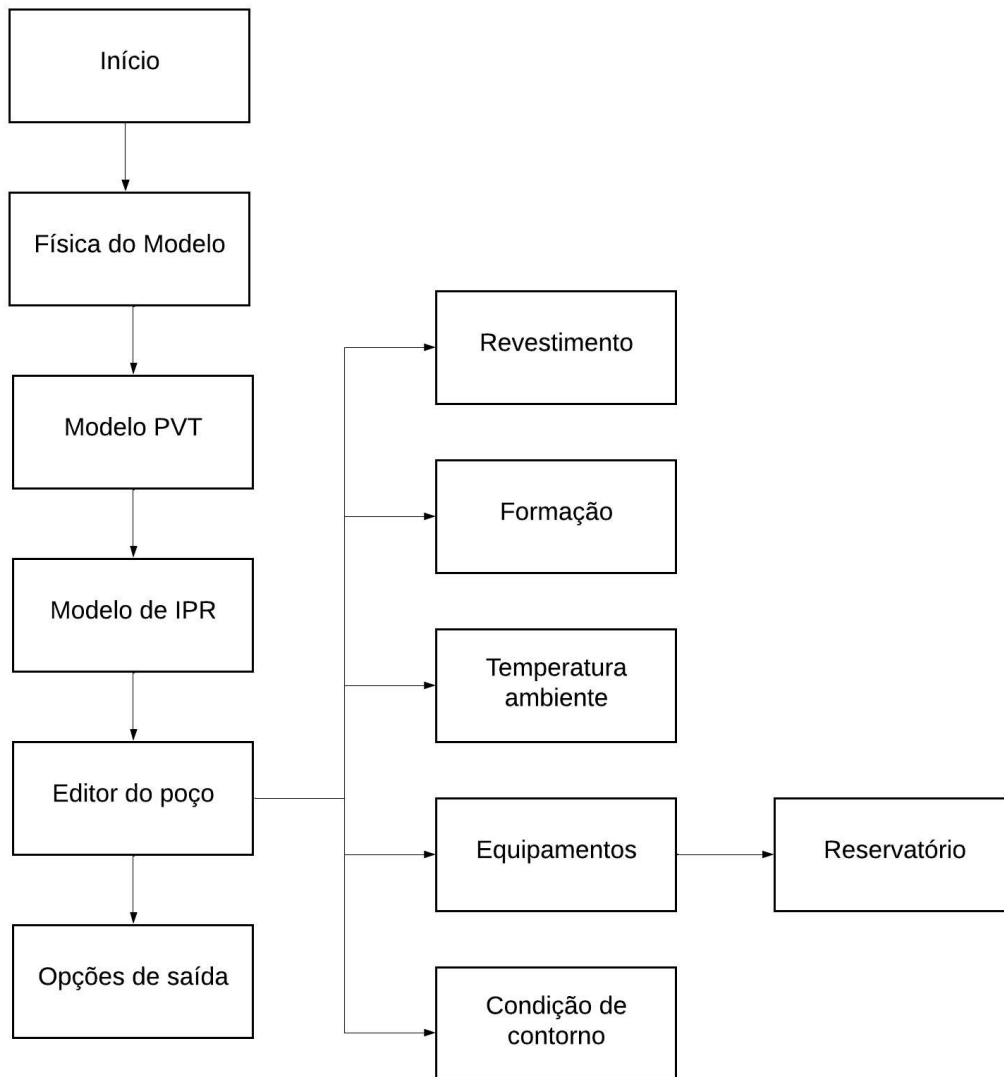 Início
Física do Modelo
Modelo PVT
Modelo de IPR
Editor do poço
Opções de saída
Revestimento
Formação
Temperatura
ambiente
Equipamentos
Reservatório
Condição de
contorno